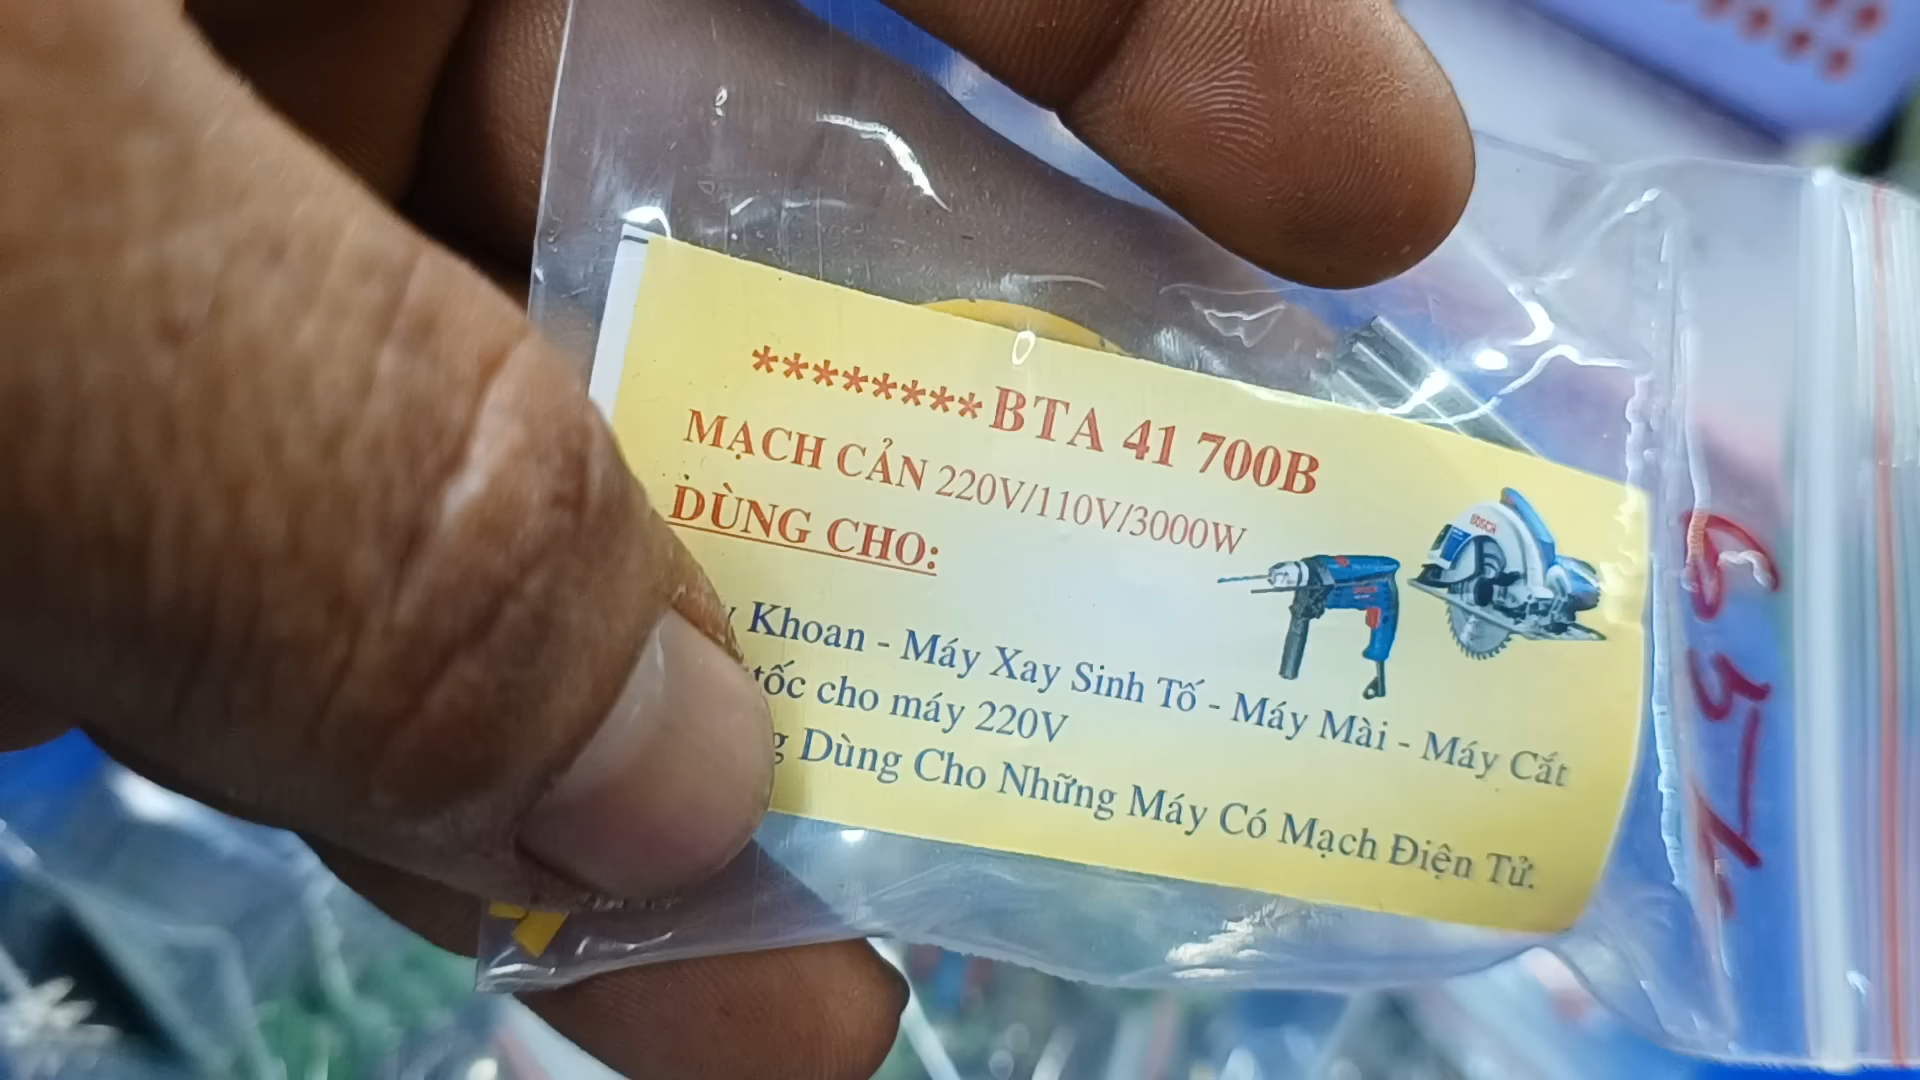 ********BTA 41 700B
MẠCH CẢN 220V/110V/3000W
DÙNG CHO:
Khoan - Máy Xay Sinh Tố - Máy Mài - Máy Cắt
tốc cho máy 220V
Dùng Cho Những Máy Có Mạch Điện Tử.
BOSCH